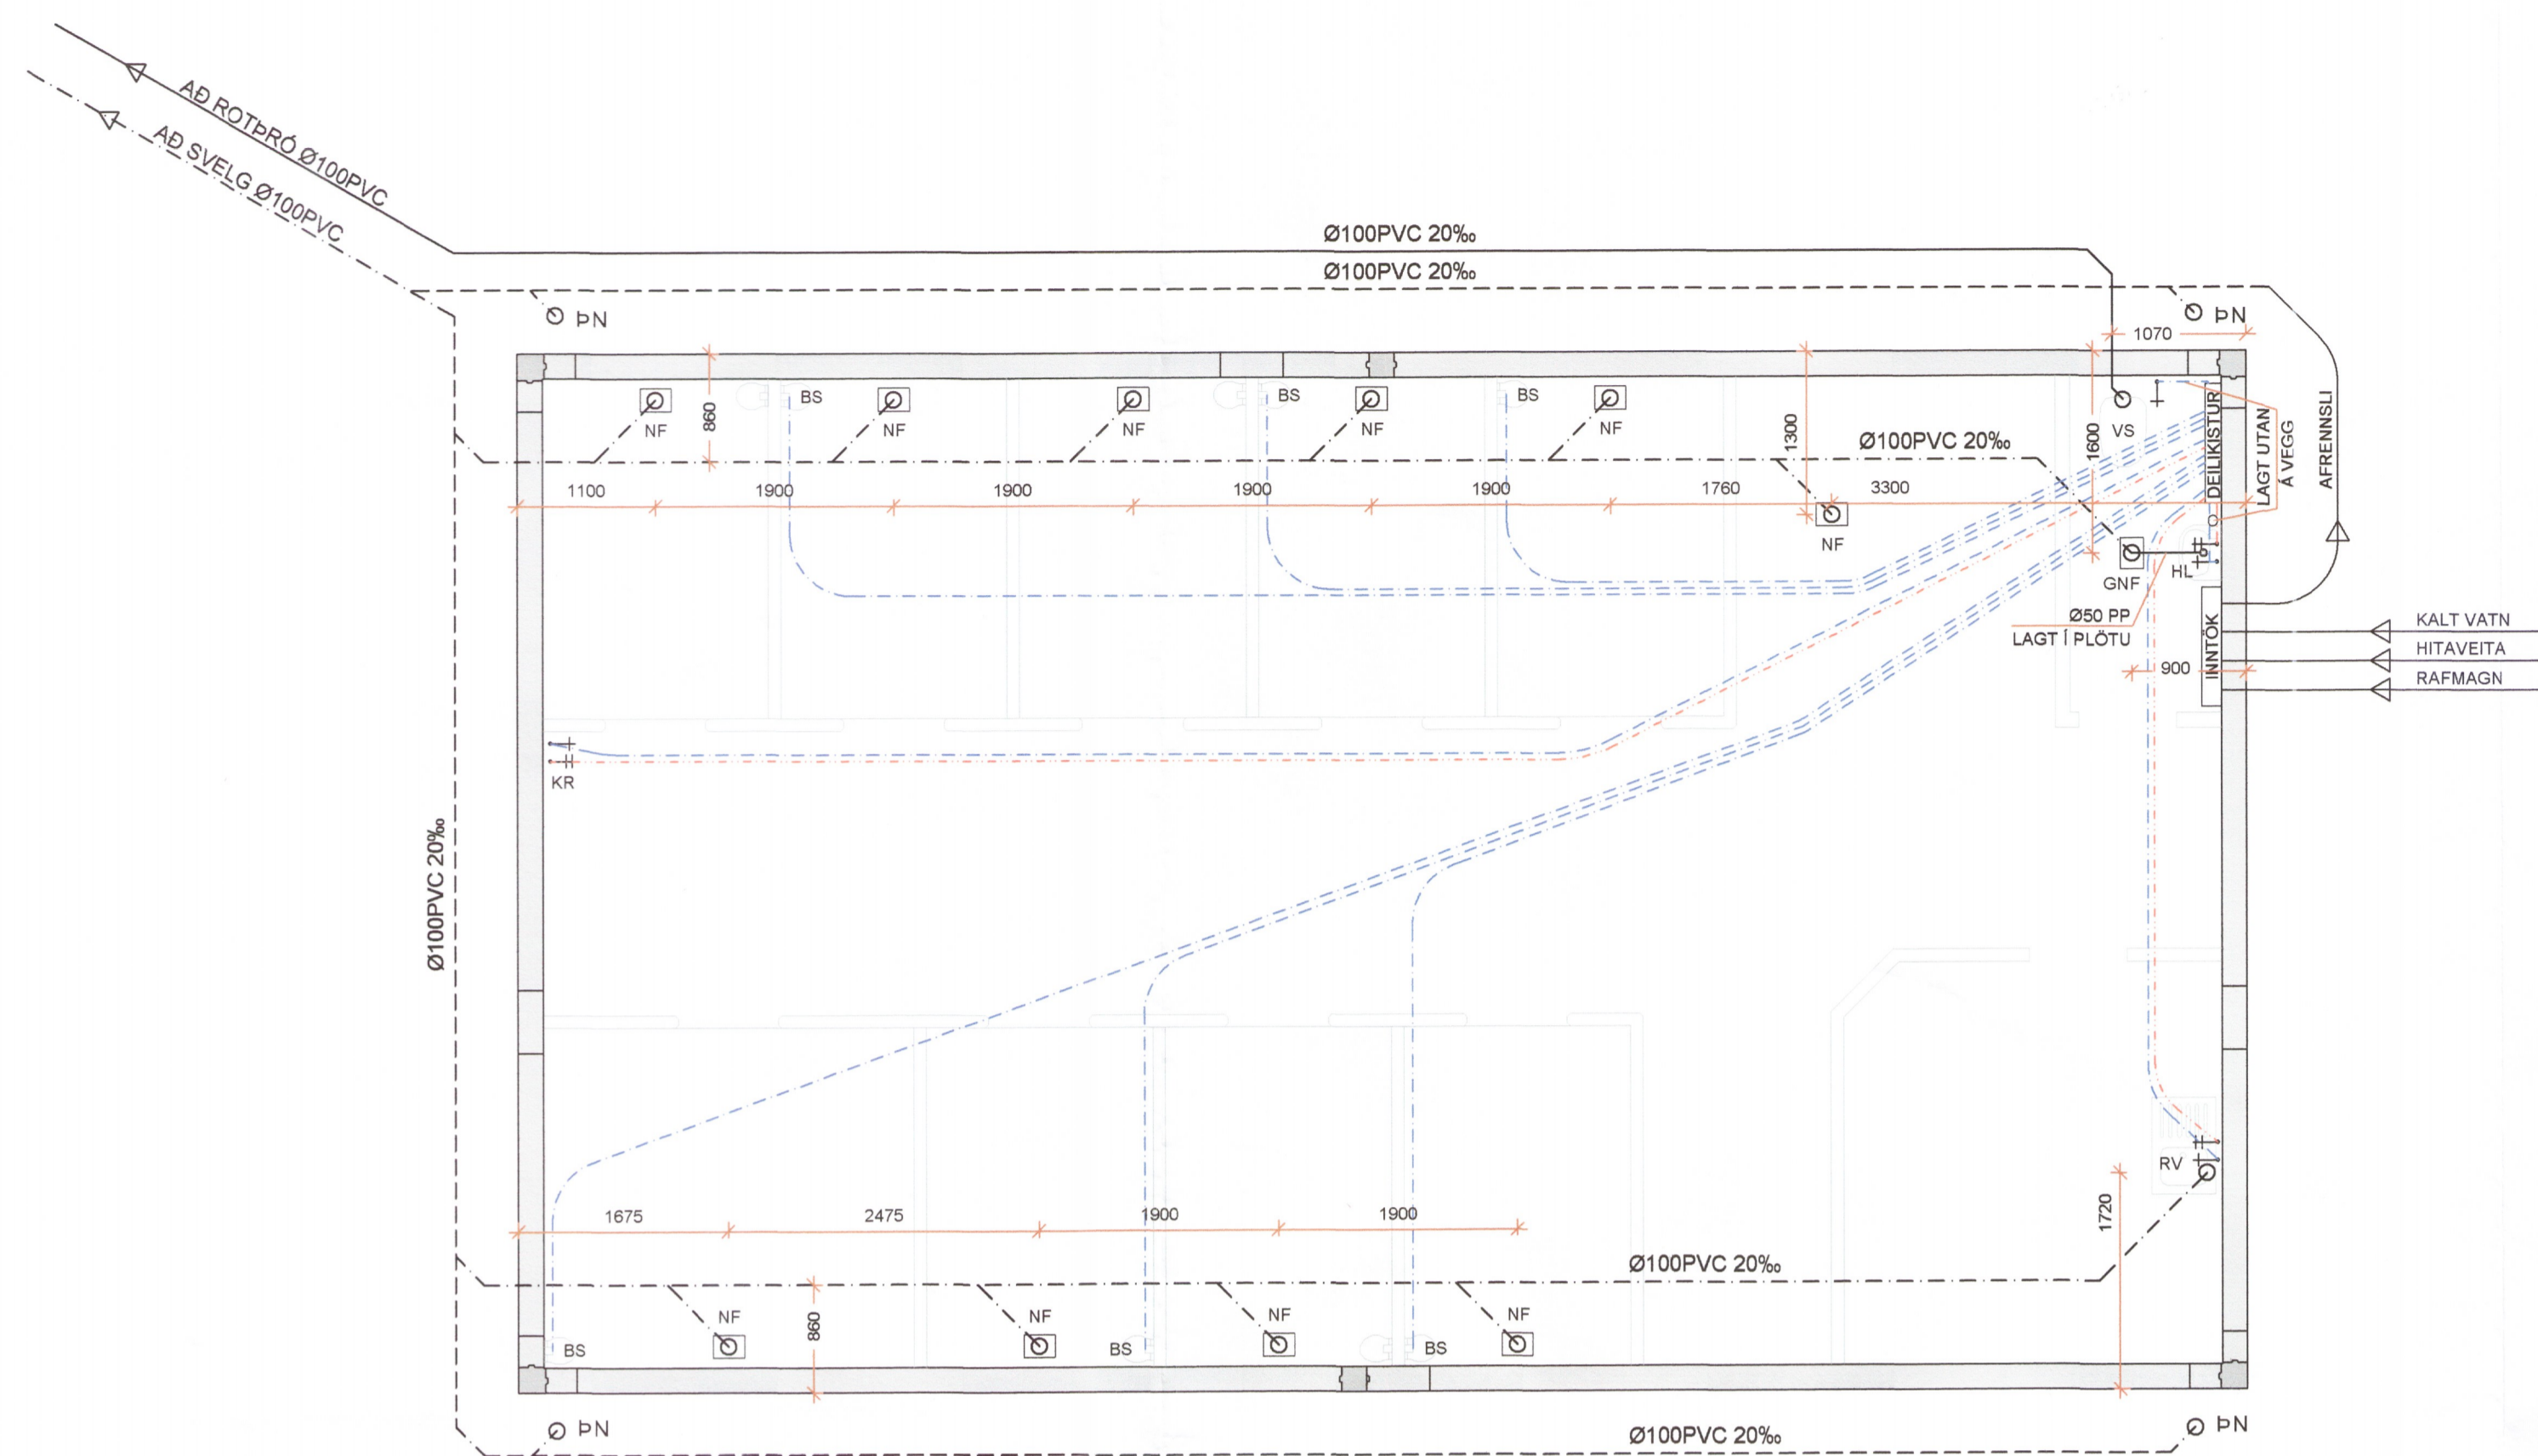 AÐ ROTÞRÓ Ø100PVC
AÐ SVELG Ø100PVC
Ø100PVC 20‰
Ø100PVC 20‰
ÞN
ÞN
1070
BS
BS
BS
NF
NF
NF
NF
NF
860
1300
1600
VS
Ø100PVC 20‰
DEILIKISTUR
LAGT UTAN
Á VEGG
AFRENNSLI
1100
1900
1900
1900
1900
1760
3300
NF
GNF
HL
Ø50 PP
LAGT Í PLÖTU
INNTÖK
900
KALT VATN
HITAVEITA
RAFMAGN
KR
Ø100PVC 20‰
RV
1720
1675
2475
1900
1900
Ø100PVC 20‰
NF
NF
NF
NF
860
BS
BS
BS
ÞN
ÞN
Ø100PVC 20‰